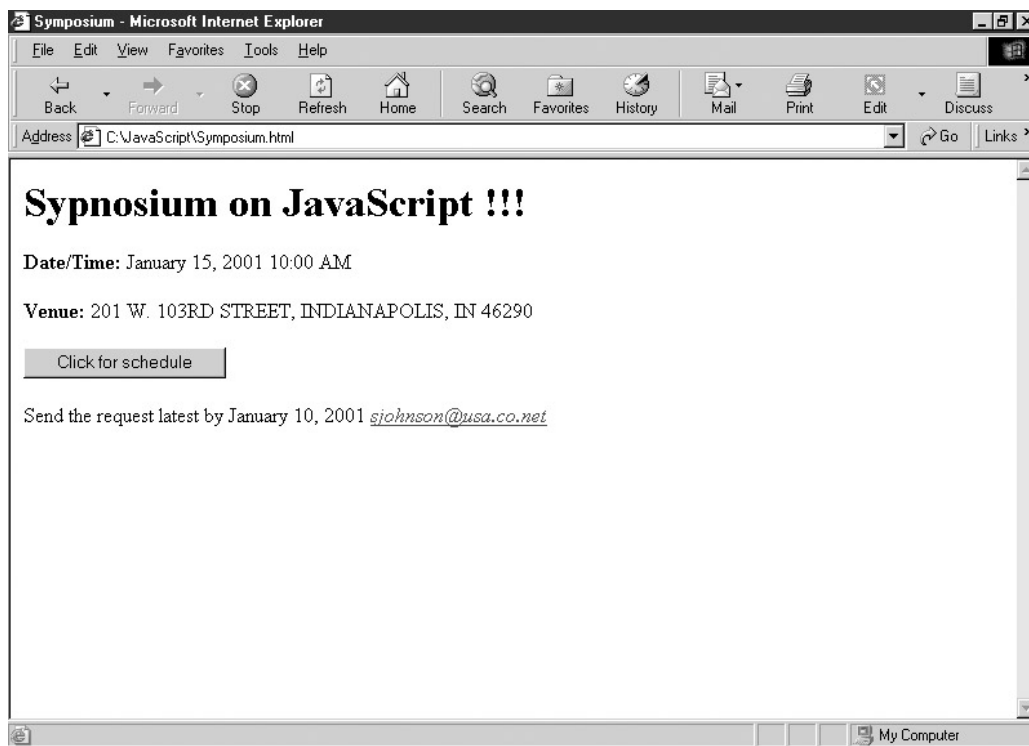 Symposium - Microsoft Internet Explorer
File Edit View Favorites Tools Help
Back Forward Stop Refresh Home Search Favorites History Mail Print Edit Discuss
Address C:\JavaScript\Symposium.html Go Links
Sypnosium on JavaScript !!!
Date/Time: January 15, 2001 10:00 AM
Venue: 201 W. 103RD STREET, INDIANAPOLIS, IN 46290
Click for schedule
Send the request latest by January 10, 2001 sjohnson@usa.co.net
My Computer